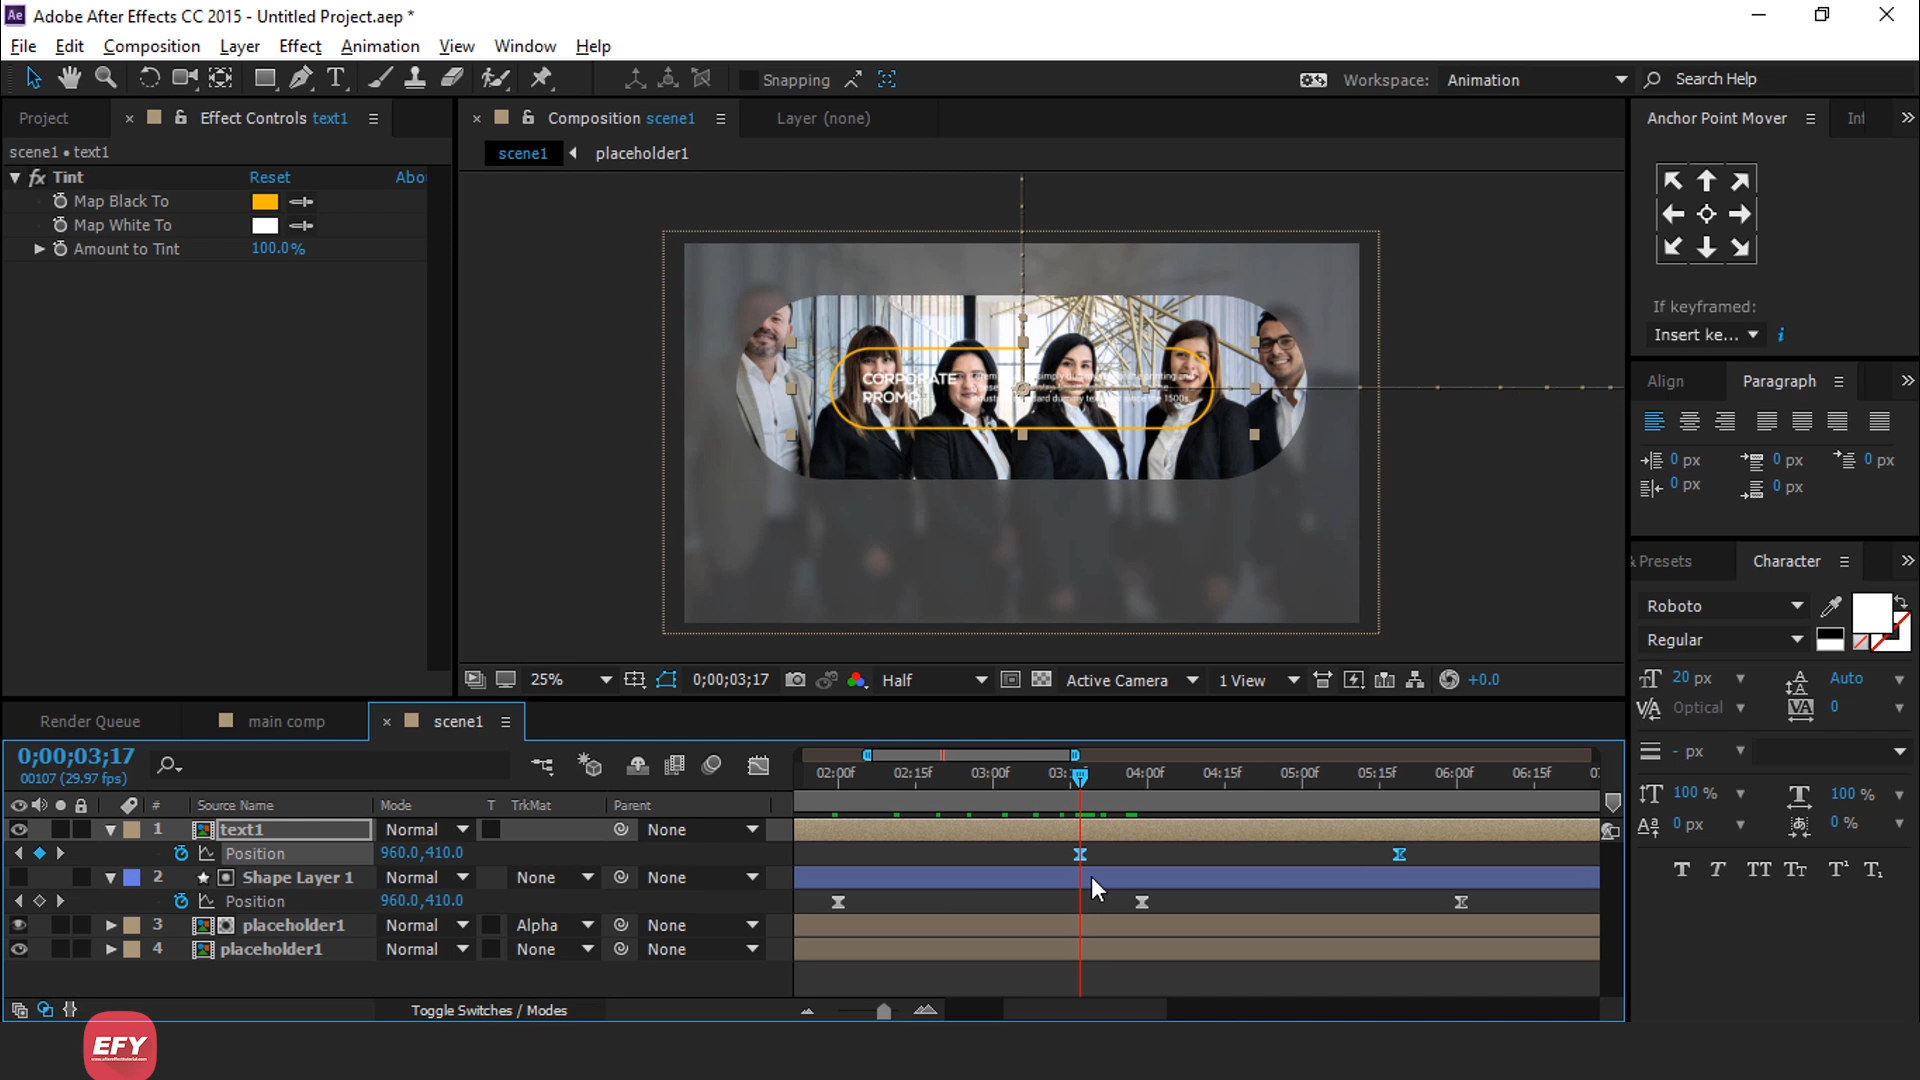 Ae Adobe After Effects CC 2015 - Untitled Project.aep *
File Edit Composition Layer Effect Animation View Window Help
Snapping
Workspace: Animation
Search Help
Project
Effect Controls text1
Composition scene1
Layer (none)
Anchor Point Mover
scene1 • text1
scene1 placeholder1
fx Tint Reset Abou
Map Black To
Map White To
Amount to Tint 100.0%
CORPORATE
PROMO
If keyframed:
Insert ke...
Align Paragraph
0 px 0 px 0 px
0 px 0 px
& Presets Character
Roboto
Regular
20 px Auto
Optical 0
- px
100 % 100 %
0 px 0 %
T T TT Tт T¹ T₁
25% 0;00;03;17 Half Active Camera 1 View +0.0
Render Queue main comp scene1
0;00;03;17
00107 (29.97 fps)
02:00f 02:15f 03:00f 04:00f 04:15f 05:00f 05:15f 06:00f 06:15f
# Source Name Mode T TrkMat Parent
1 text1 Normal None
Position 960.0,410.0
2 Shape Layer 1 Normal None None
Position 960.0,410.0
3 placeholder1 Normal Alpha None
4 placeholder1 Normal None None
Toggle Switches / Modes
EFY